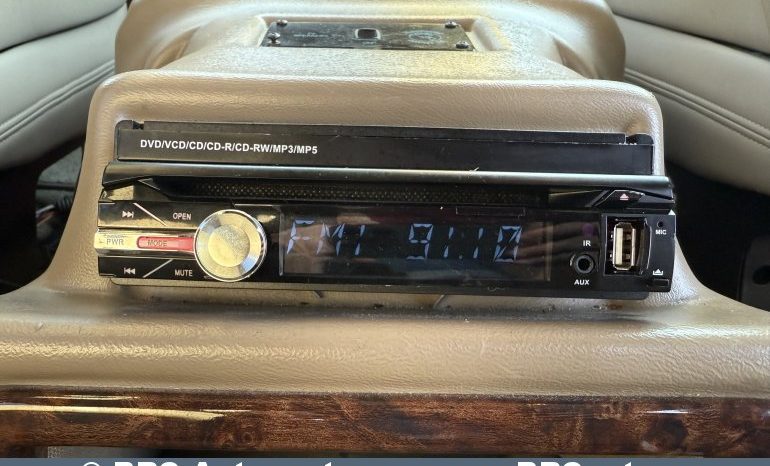 DVD/VCD/CD/CD-R/CD-RW/MP3/MP5
OPEN
PWR
MODE
MUTE
FM1 91.10
IR
AUX
MIC